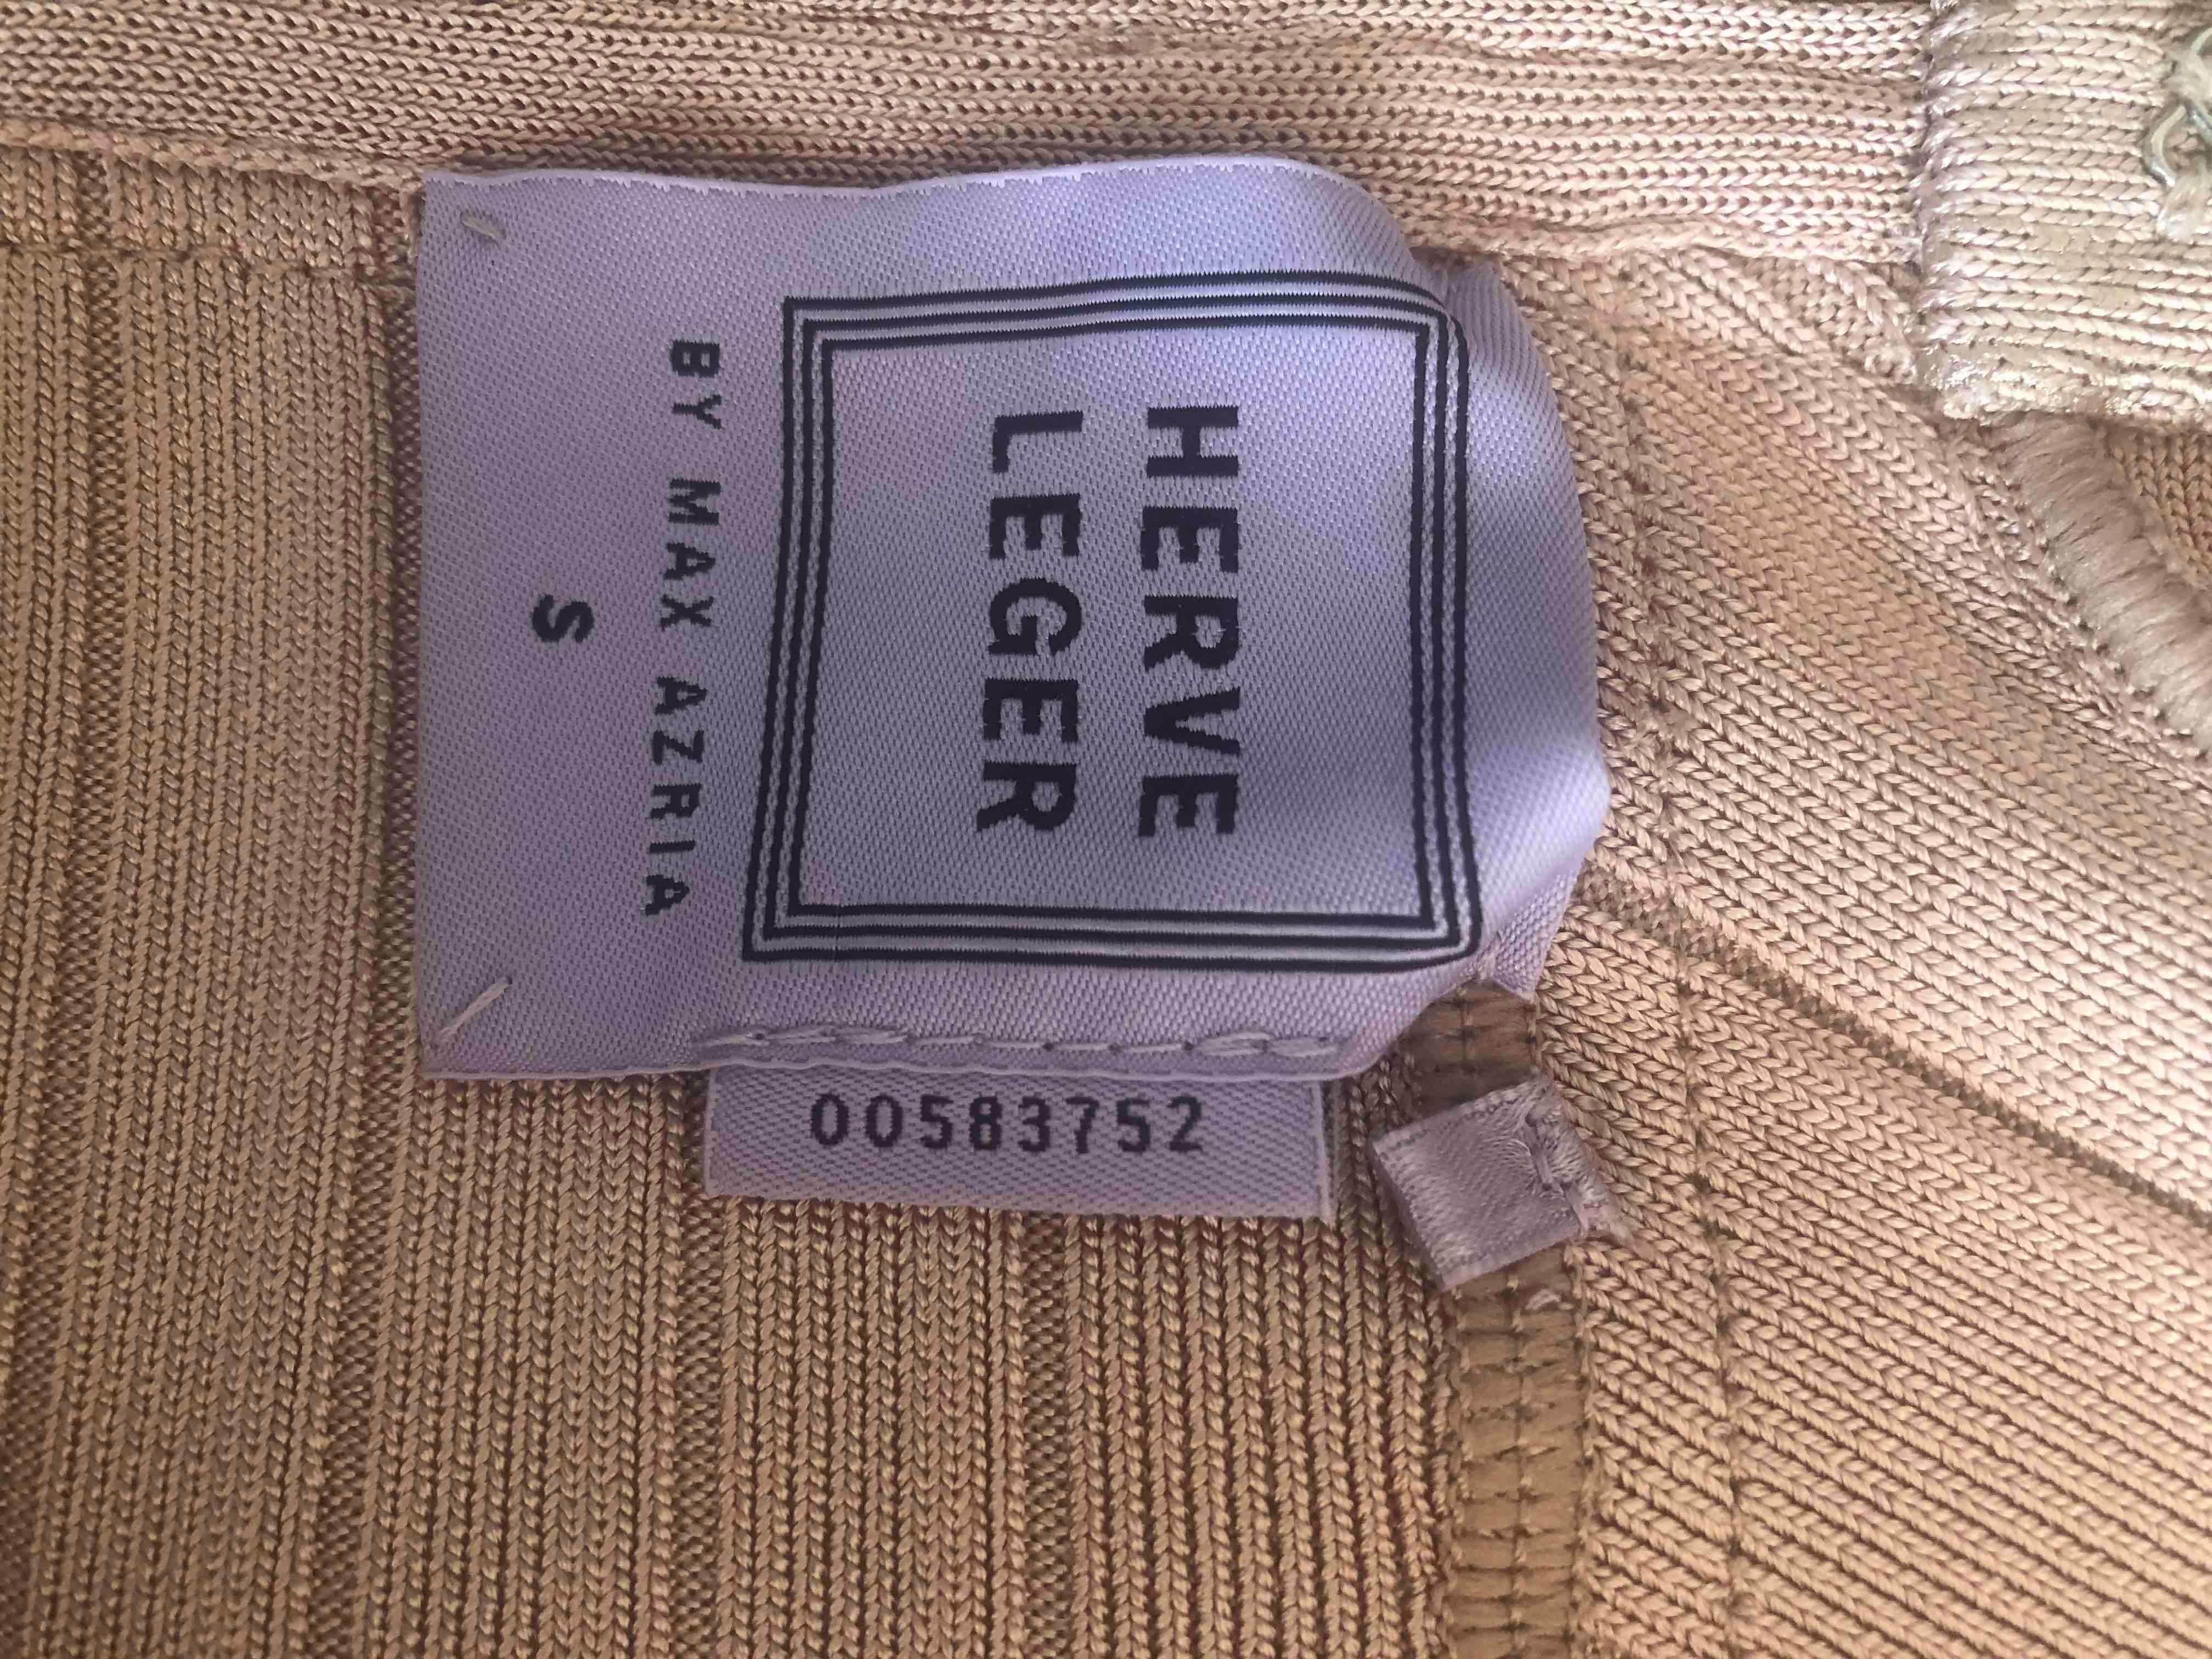 HERVE
LEGER
BY MAX AZRIA
S
00583752